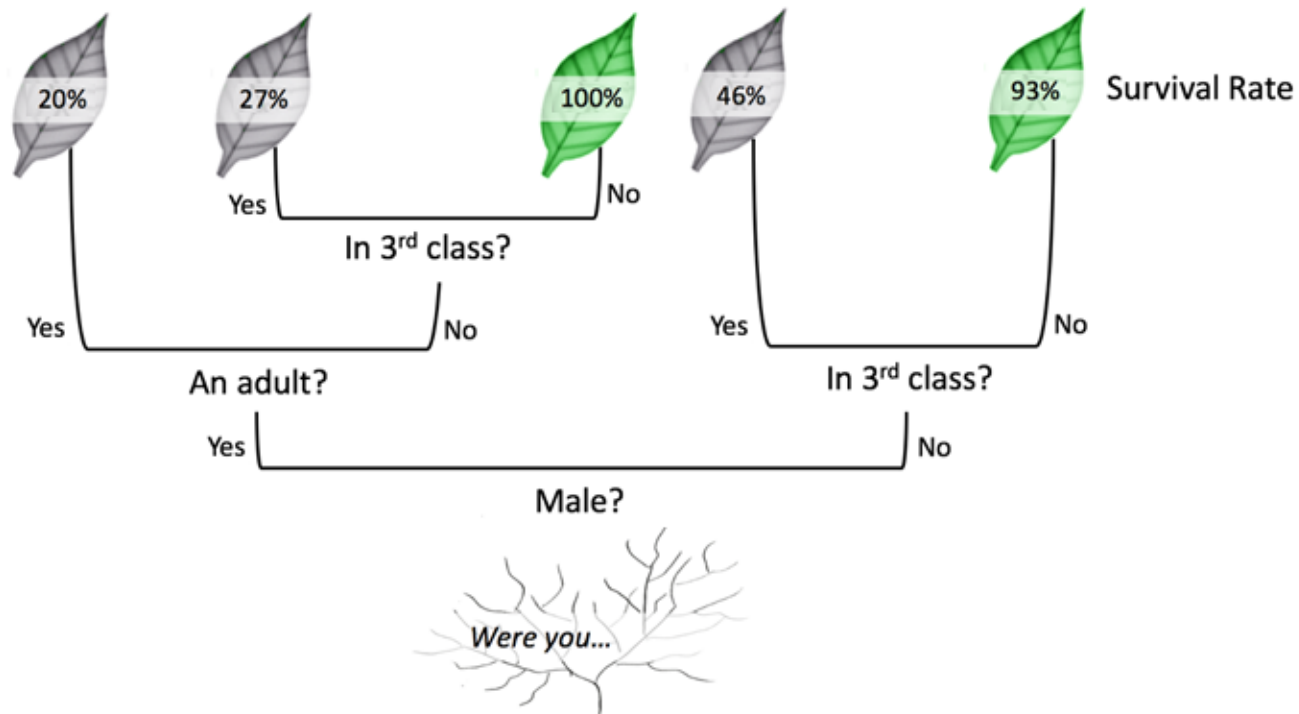 20%
27%
100%
46%
93%
Survival Rate
Yes
No
In 3rd class?
Yes
No
Yes
No
An adult?
In 3rd class?
Yes
No
Male?
Were you...